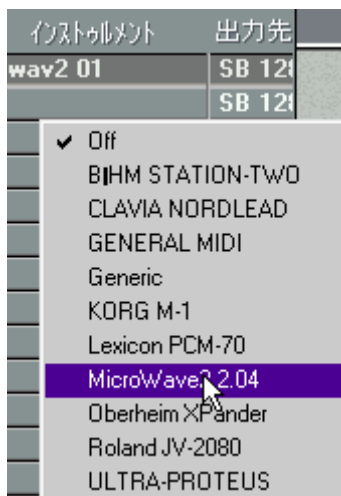 インストゥルメント 出力先
wav2 01 SB 128
SB 128
✔ Off
BIHM STATION-TWO
CLAVIA NORDLEAD
GENERAL MIDI
Generic
KORG M-1
Lexicon PCM-70
MicroWave2 2.04
Oberheim XPander
Roland JV-2080
ULTRA-PROTEUS